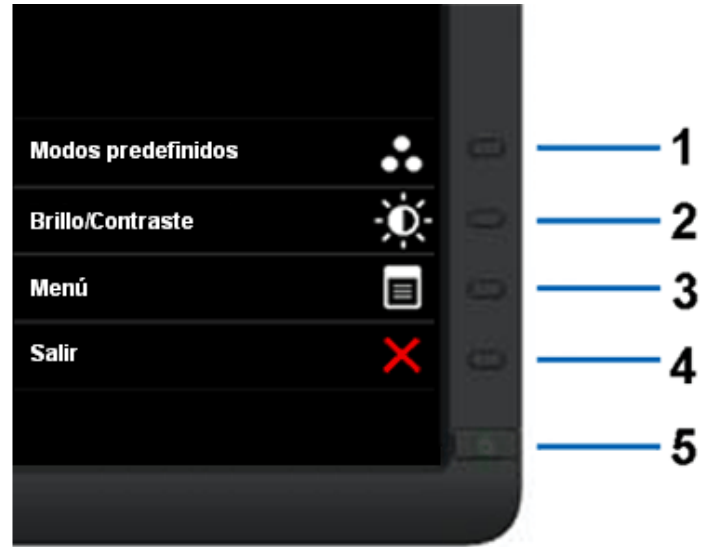 Modos predefinidos 1
Brillo/Contraste 2
Menú 3
Salir 4
5